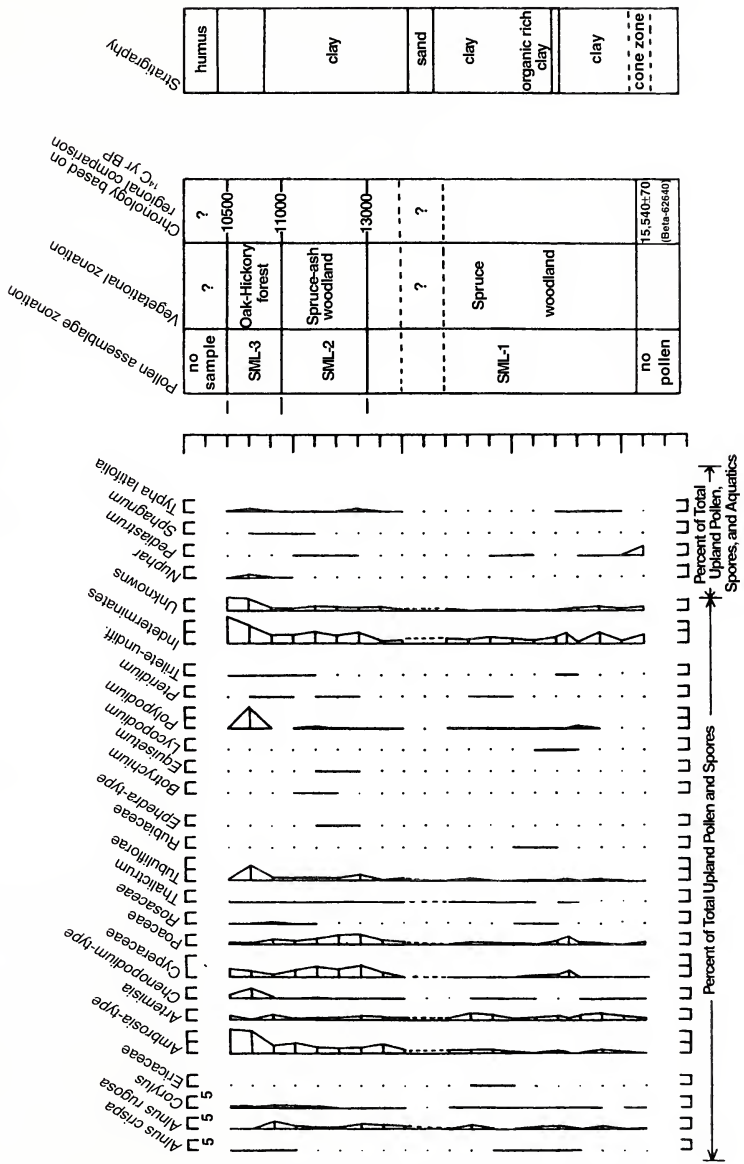 Alnus crispa
Alnus rugosa
Corylus
Ericaceae
Ambrosia-type
Artemisia
Chenopodium-type
Cyperaceae
Poaceae
Rosaceae
Thalictrum
Tubuliflorae
Rubiaceae
Ephedra-type
Botrychium
Equisetum
Lycopodium
Polypodium
Pteridium
Trilete-undiff.
Indeterminates
Unknowns
Nuphar
Pediastrum
Sphagnum
Typha latifolia
5
5
5
Percent of Total Upland Pollen and Spores
Percent of Total
Upland Pollen,
Spores, and Aquatics
Pollen assemblage zonation
no
sample
SML-3
SML-2
SML-1
no
pollen
Vegetational zonation
?
Oak-Hickory
forest
Spruce-ash
woodland
?
Spruce
woodland
Chronology based on
regional comparison
14C yr BP
?
10500
11000
13000
?
15,540±70
(Beta-62640)
Stratigraphy
humus
clay
sand
clay
organic rich
clay
clay
cone zone